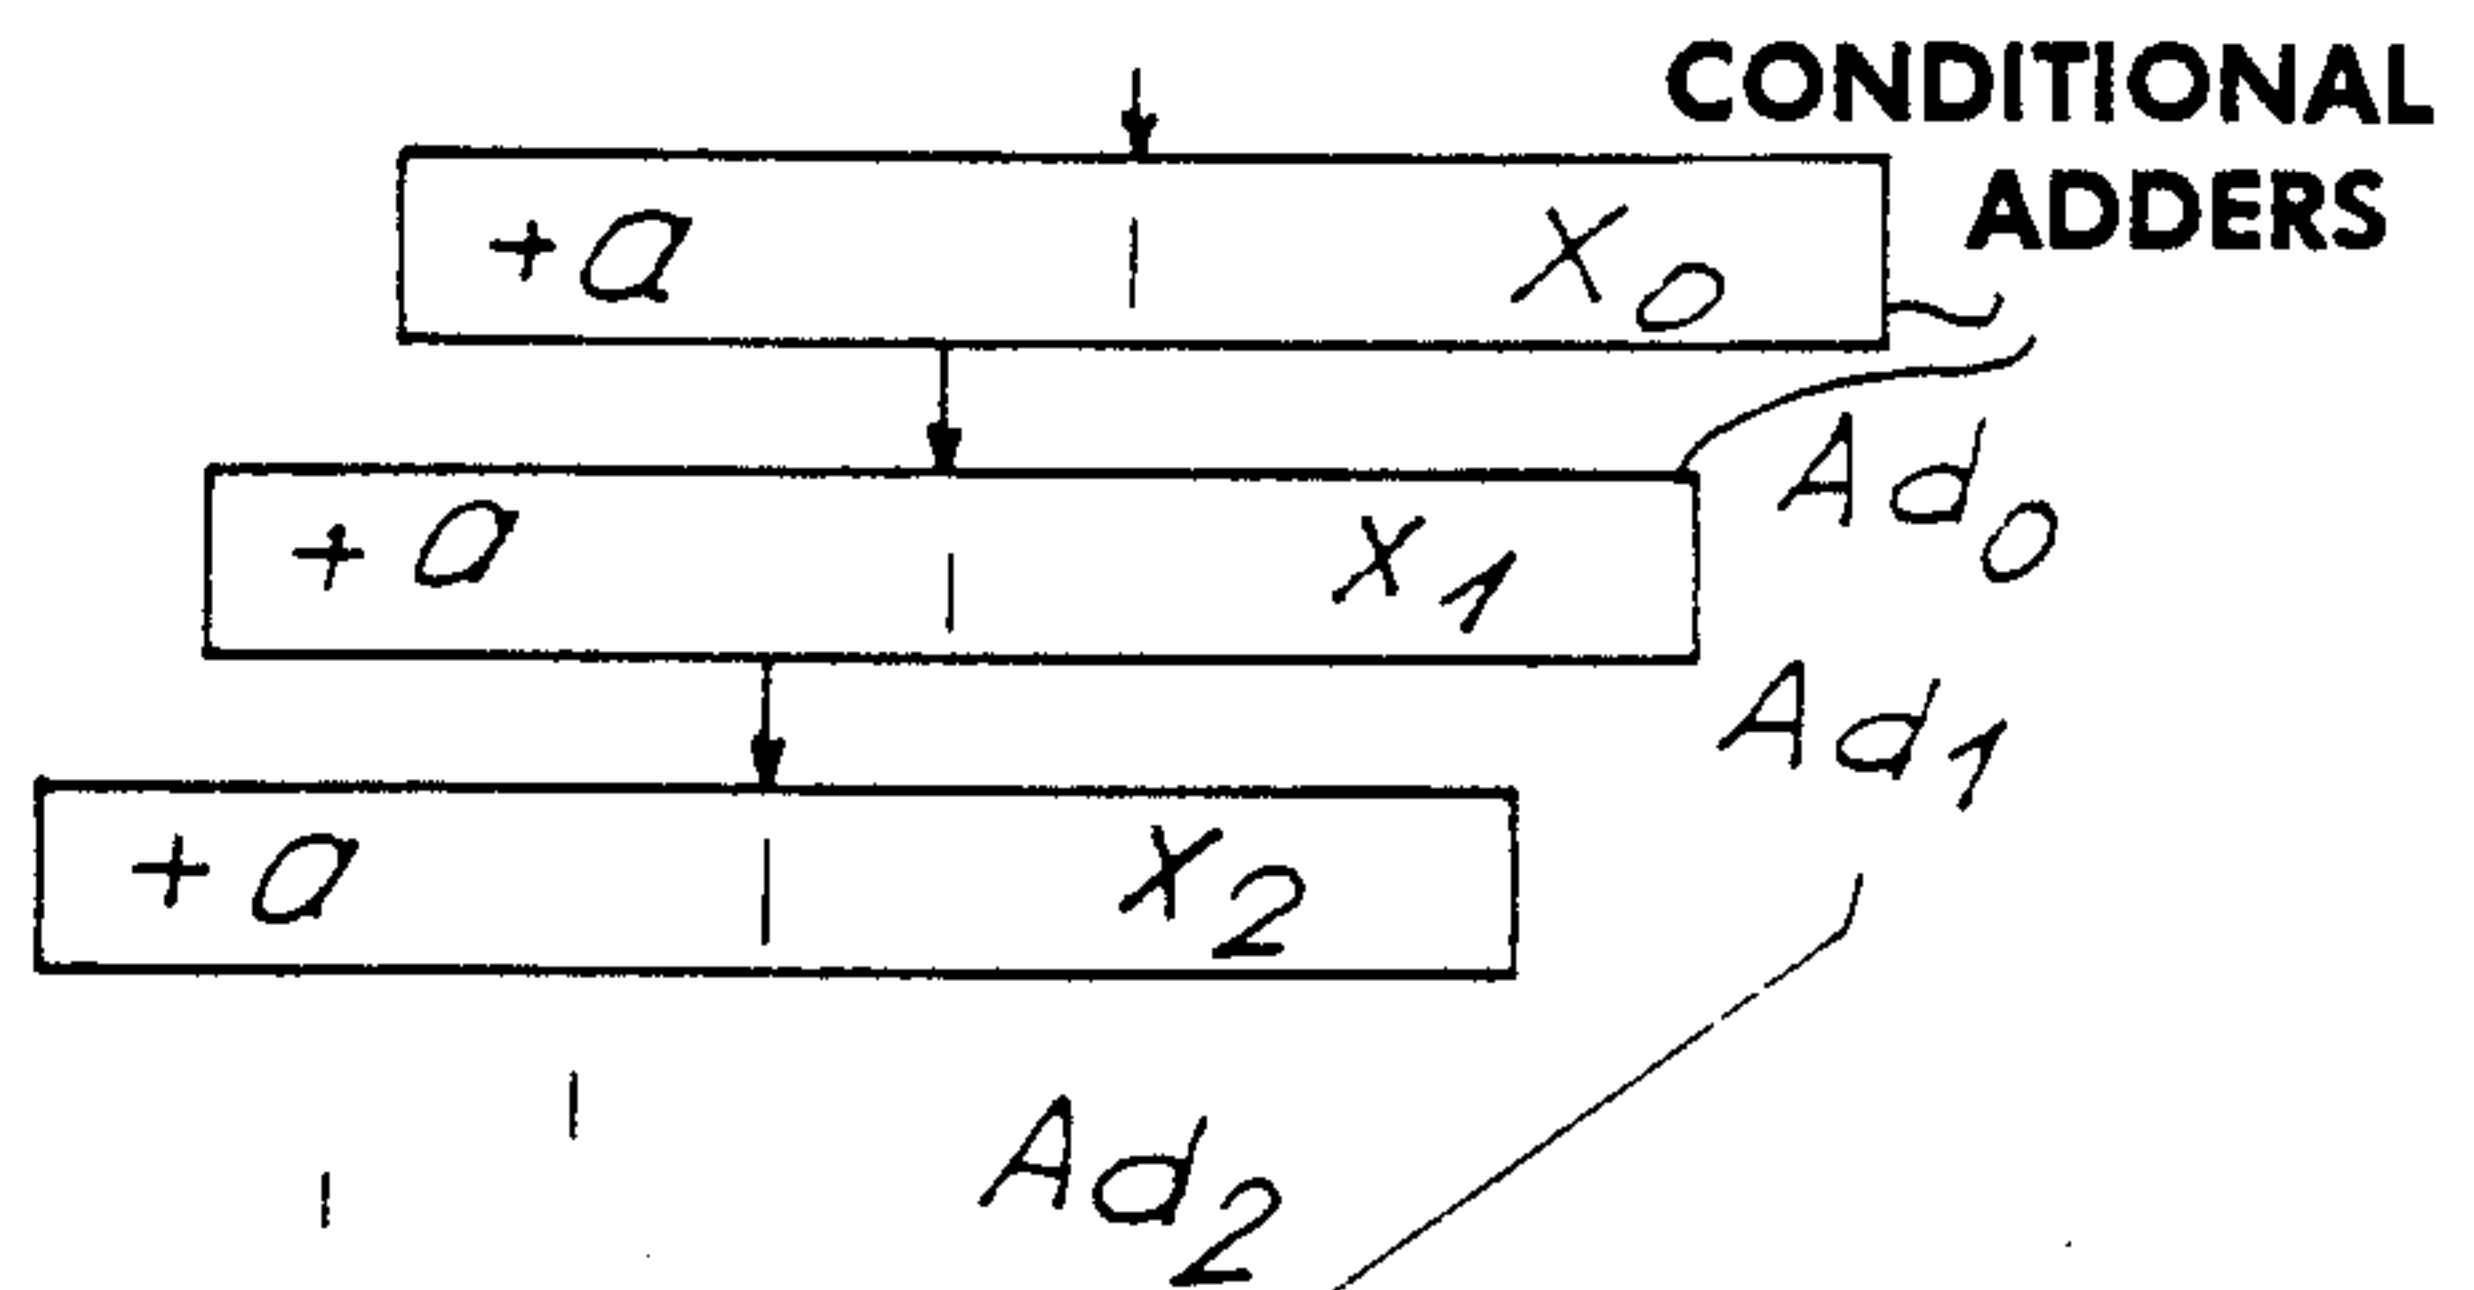 CONDITIONAL
ADDERS
+a | X0
Ad0
+a | X1
Ad1
+a | X2
Ad2